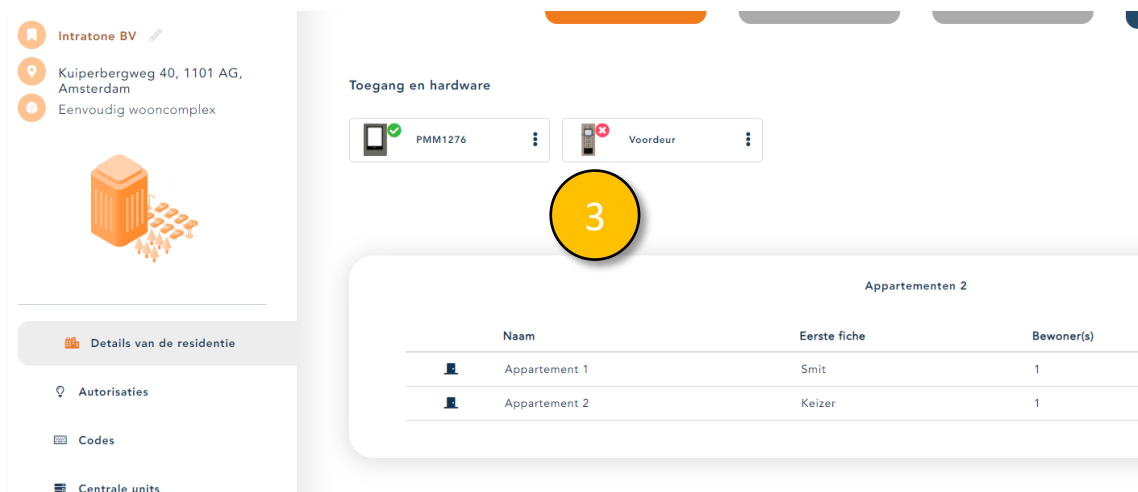 Intratone BV
Kuiperbergweg 40, 1101 AG,
Amsterdam
Eenvoudig wooncomplex
Details van de residentie
Autorisaties
Codes
Centrale units
Toegang en hardware
PMM1276
Voordeur
3
Appartementen 2
Naam Eerste fiche Bewoner(s)
Appartement 1 Smit 1
Appartement 2 Keizer 1